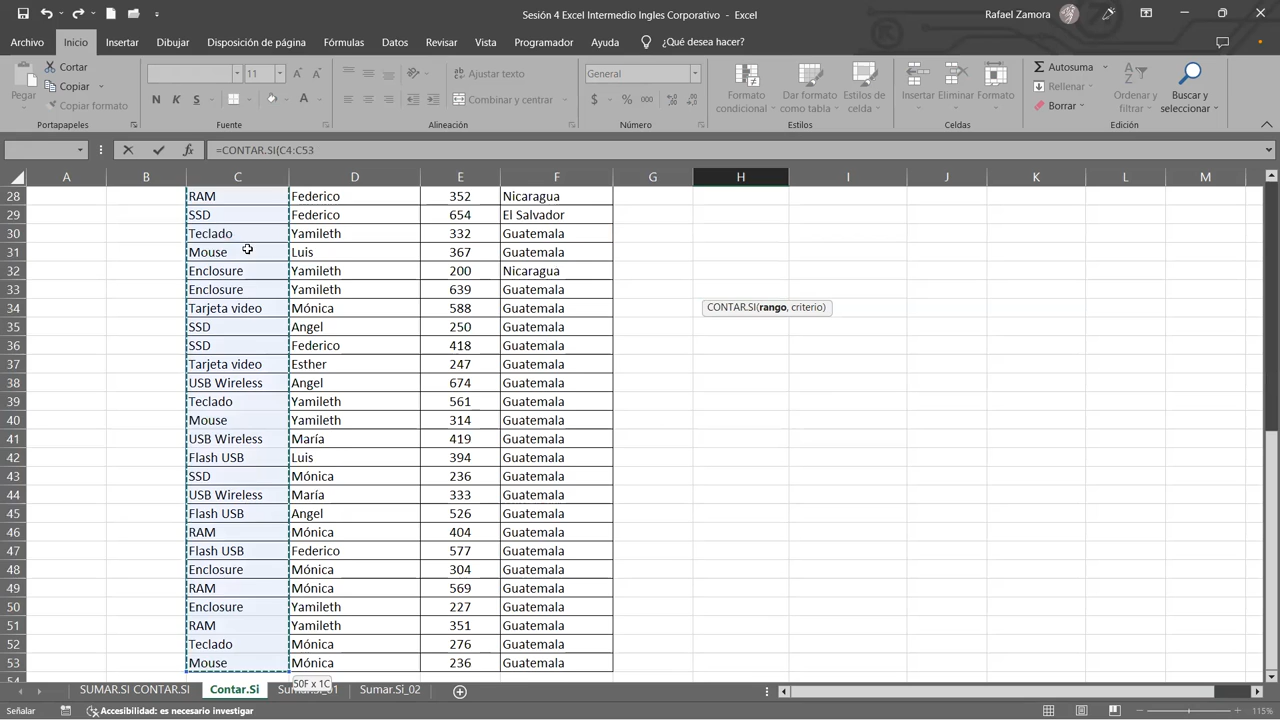 Sesión 4 Excel Intermedio Ingles Corporativo - Excel
Rafael Zamora
Archivo Inicio Insertar Dibujar Disposición de página Fórmulas Datos Revisar Vista Programador Ayuda ¿Qué desea hacer?
Pegar
Cortar
Copiar
Copiar formato
Portapapeles
11
N K S
A
Fuente
Ajustar texto
Combinar y centrar
Alineación
General
$ % 000
Número
Formato condicional
Dar formato como tabla
Estilos de celda
Estilos
Insertar Eliminar Formato
Celdas
Autosuma
Rellenar
Borrar
Ordenar y filtrar
Buscar y seleccionar
Edición
fx =CONTAR.SI(C4:C53
A B C D E F G H I J K L M
28 RAM Federico 352 Nicaragua
29 SSD Federico 654 El Salvador
30 Teclado Yamileth 332 Guatemala
31 Mouse Luis 367 Guatemala
32 Enclosure Yamileth 200 Nicaragua
33 Enclosure Yamileth 639 Guatemala
34 Tarjeta video Mónica 588 Guatemala CONTAR.SI(rango, criterio)
35 SSD Angel 250 Guatemala
36 SSD Federico 418 Guatemala
37 Tarjeta video Esther 247 Guatemala
38 USB Wireless Angel 674 Guatemala
39 Teclado Yamileth 561 Guatemala
40 Mouse Yamileth 314 Guatemala
41 USB Wireless María 419 Guatemala
42 Flash USB Luis 394 Guatemala
43 SSD Mónica 236 Guatemala
44 USB Wireless María 333 Guatemala
45 Flash USB Angel 526 Guatemala
46 RAM Mónica 404 Guatemala
47 Flash USB Federico 577 Guatemala
48 Enclosure Mónica 304 Guatemala
49 RAM Mónica 569 Guatemala
50 Enclosure Yamileth 227 Guatemala
51 RAM Yamileth 351 Guatemala
52 Teclado Mónica 276 Guatemala
53 Mouse Mónica 236 Guatemala
50F x 1C
SUMAR.SI CONTAR.SI Contar.Si Sumar.Si_02
Señalar Accesibilidad: es necesario investigar 115%